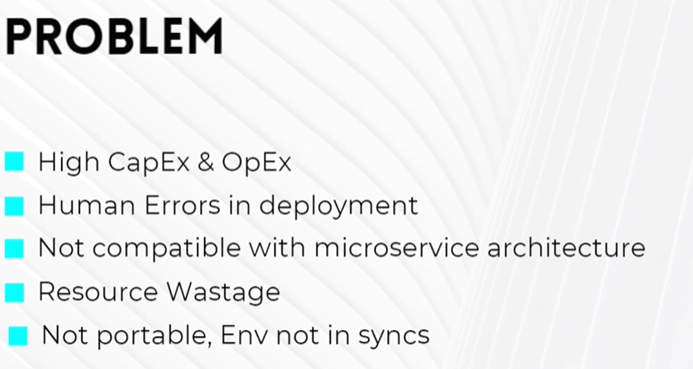 PROBLEM
High CapEx & OpEx
Human Errors in deployment
Not compatible with microservice architecture
Resource Wastage
Not portable, Env not in syncs